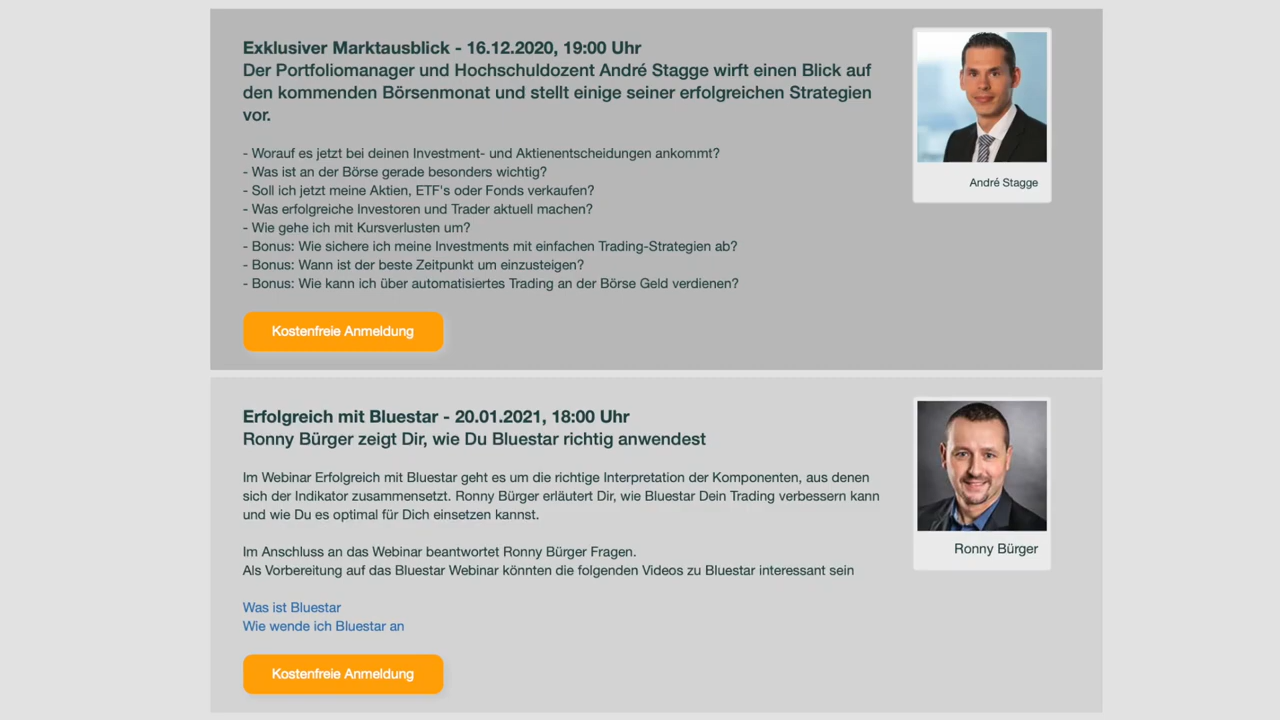 Exklusiver Marktausblick - 16.12.2020, 19:00 Uhr
Der Portfoliomanager und Hochschuldozent André Stagge wirft einen Blick auf
den kommenden Börsenmonat und stellt einige seiner erfolgreichen Strategien
vor.
- Worauf es jetzt bei deinen Investment- und Aktienentscheidungen ankommt?
- Was ist an der Börse gerade besonders wichtig?
- Soll ich jetzt meine Aktien, ETF's oder Fonds verkaufen?
- Was erfolgreiche Investoren und Trader aktuell machen?
- Wie gehe ich mit Kursverlusten um?
- Bonus: Wie sichere ich meine Investments mit einfachen Trading-Strategien ab?
- Bonus: Wann ist der beste Zeitpunkt um einzusteigen?
- Bonus: Wie kann ich über automatisiertes Trading an der Börse Geld verdienen?
Kostenfreie Anmeldung
André Stagge
Erfolgreich mit Bluestar - 20.01.2021, 18:00 Uhr
Ronny Bürger zeigt Dir, wie Du Bluestar richtig anwendest
Im Webinar Erfolgreich mit Bluestar geht es um die richtige Interpretation der Komponenten, aus denen
sich der Indikator zusammensetzt. Ronny Bürger erläutert Dir, wie Bluestar Dein Trading verbessern kann
und wie Du es optimal für Dich einsetzen kannst.
Im Anschluss an das Webinar beantwortet Ronny Bürger Fragen.
Als Vorbereitung auf das Bluestar Webinar könnten die folgenden Videos zu Bluestar interessant sein
Was ist Bluestar
Wie wende ich Bluestar an
Kostenfreie Anmeldung
Ronny Bürger